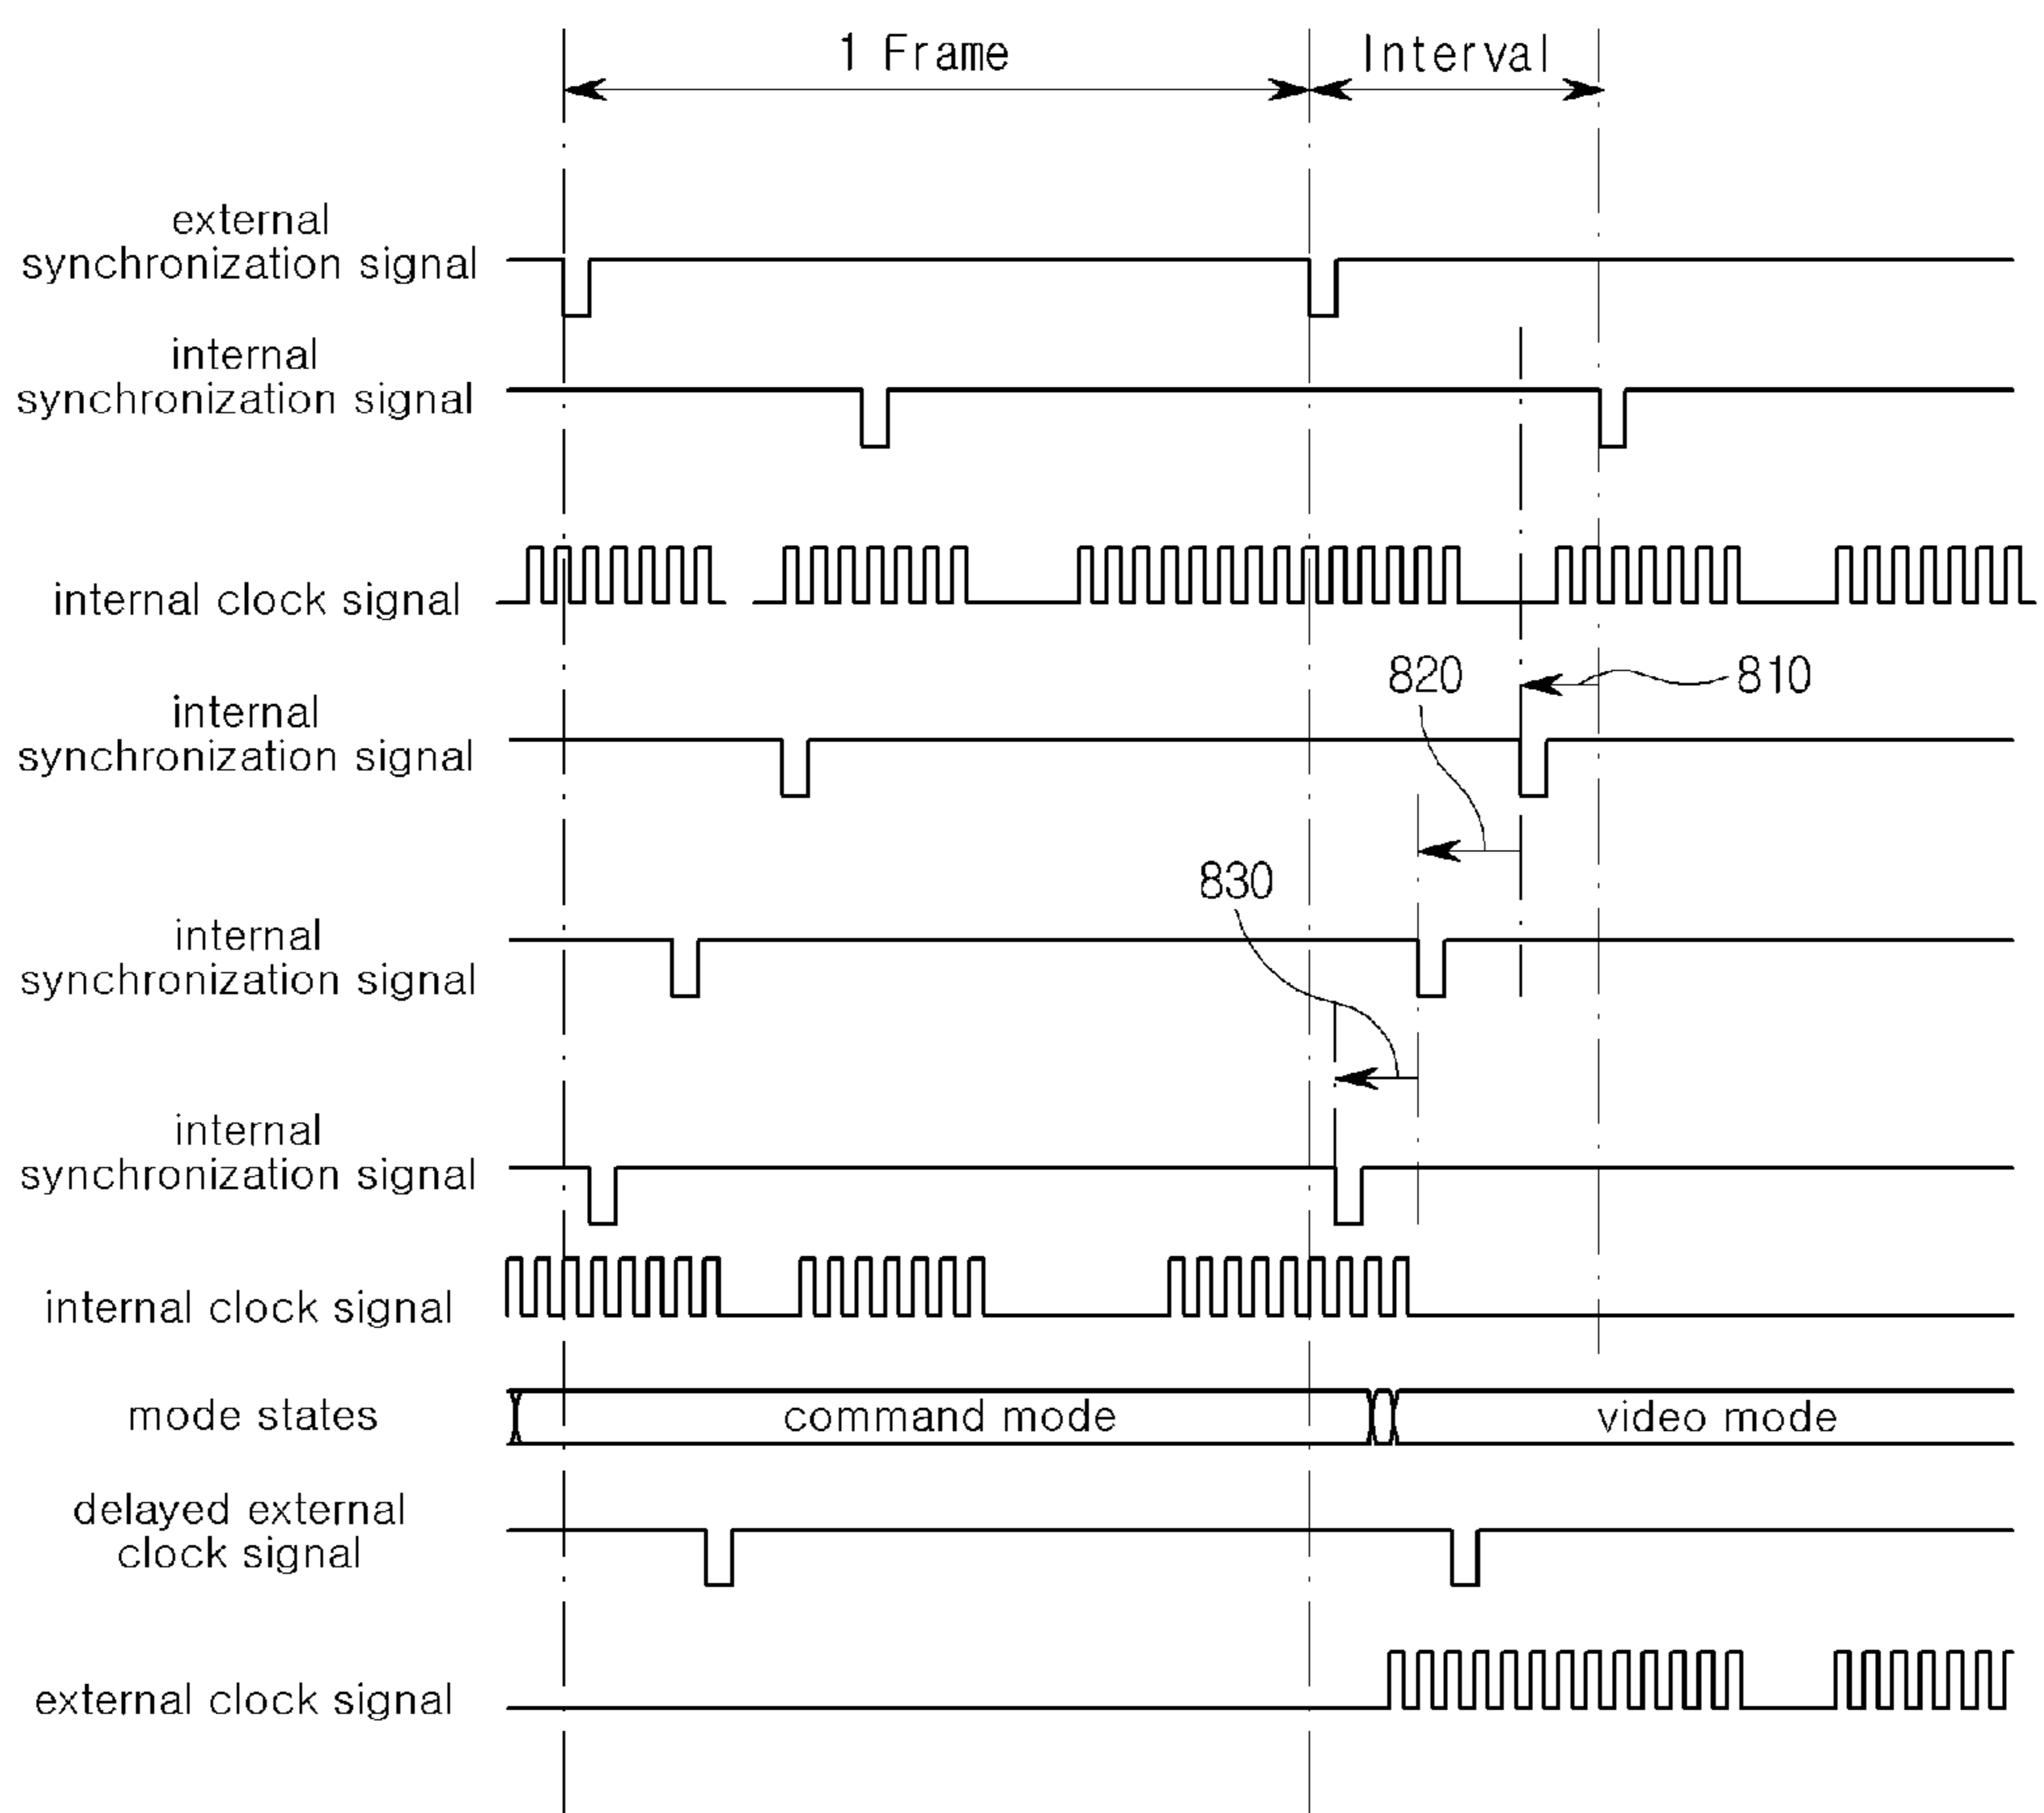 1 Frame
Interval
external
synchronization signal
internal
synchronization signal
internal clock signal
820
810
internal
synchronization signal
830
internal
synchronization signal
internal
synchronization signal
internal clock signal
mode states
command mode
video mode
delayed external
clock signal
external clock signal